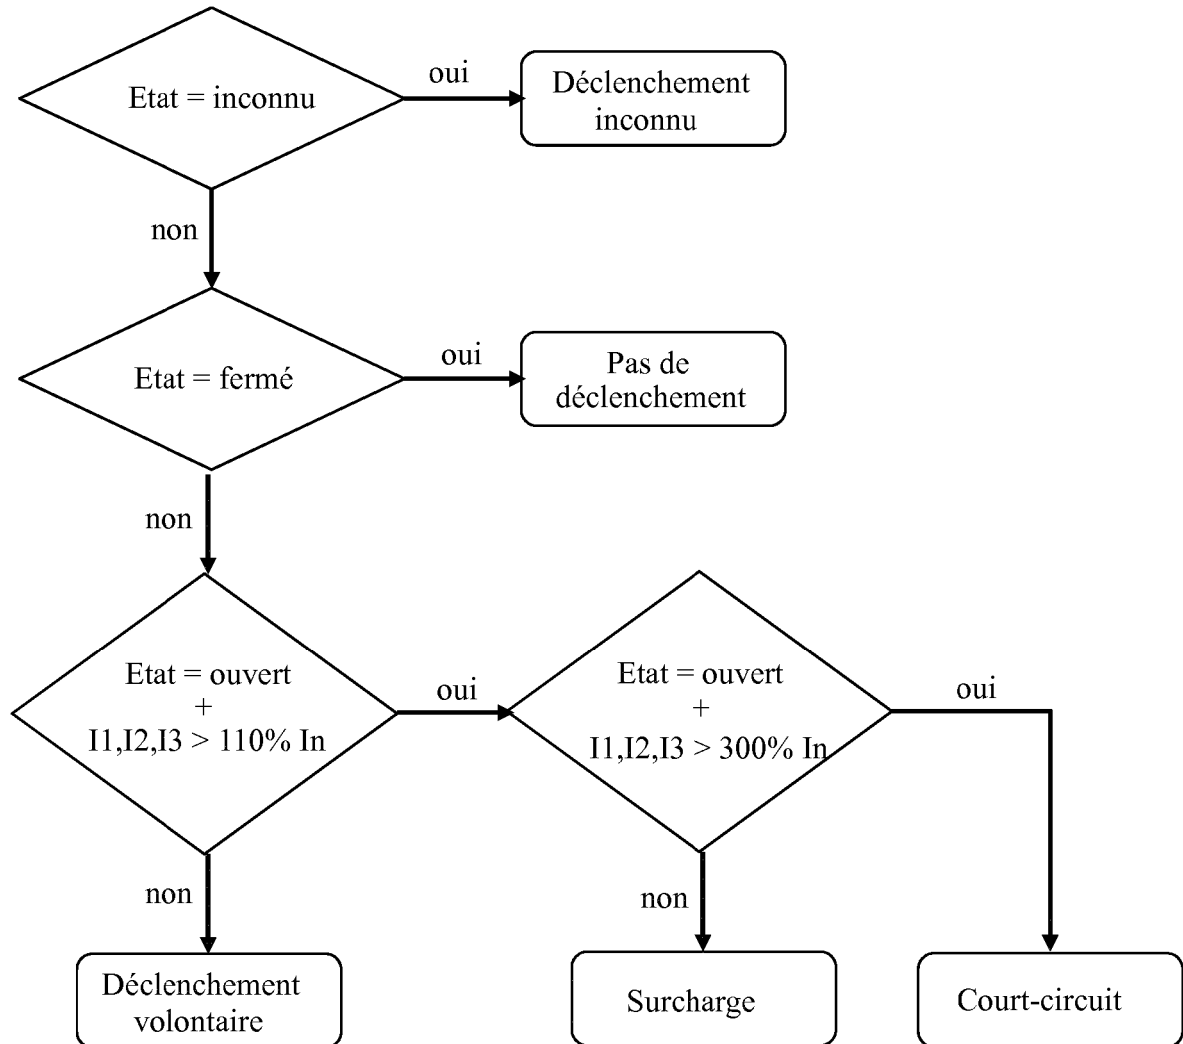 Etat = inconnu
oui
Déclenchement
inconnu
non
Etat = fermé
oui
Pas de
déclenchement
non
Etat = ouvert
+
I1,I2,I3 > 110% In
oui
Etat = ouvert
+
I1,I2,I3 > 300% In
oui
non
Déclenchement
volontaire
non
Surcharge
Court-circuit